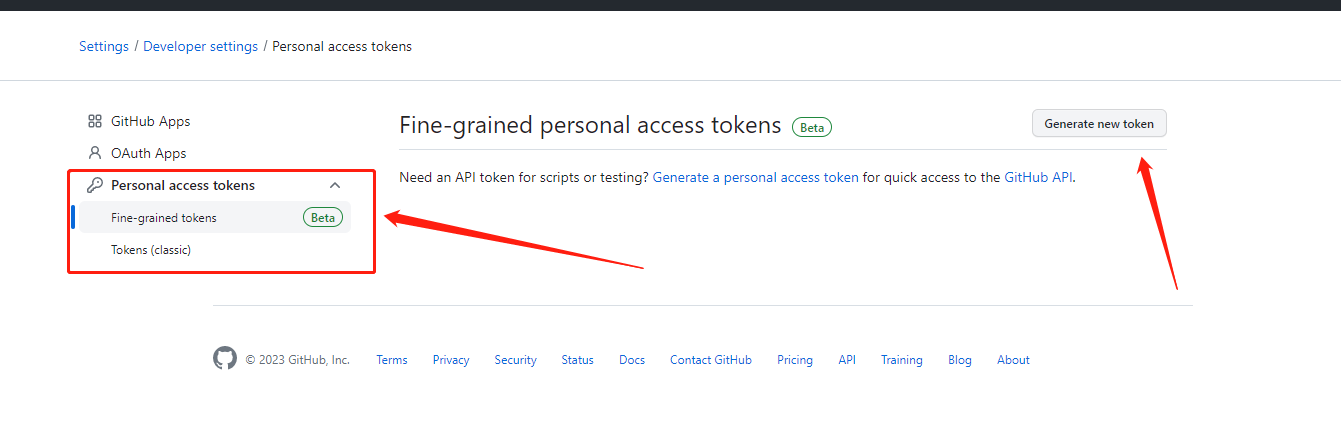 Settings / Developer settings / Personal access tokens
GitHub Apps
OAuth Apps
Personal access tokens
Fine-grained tokens Beta
Tokens (classic)
Fine-grained personal access tokens Beta
Generate new token
Need an API token for scripts or testing? Generate a personal access token for quick access to the GitHub API.
© 2023 GitHub, Inc. Terms Privacy Security Status Docs Contact GitHub Pricing API Training Blog About